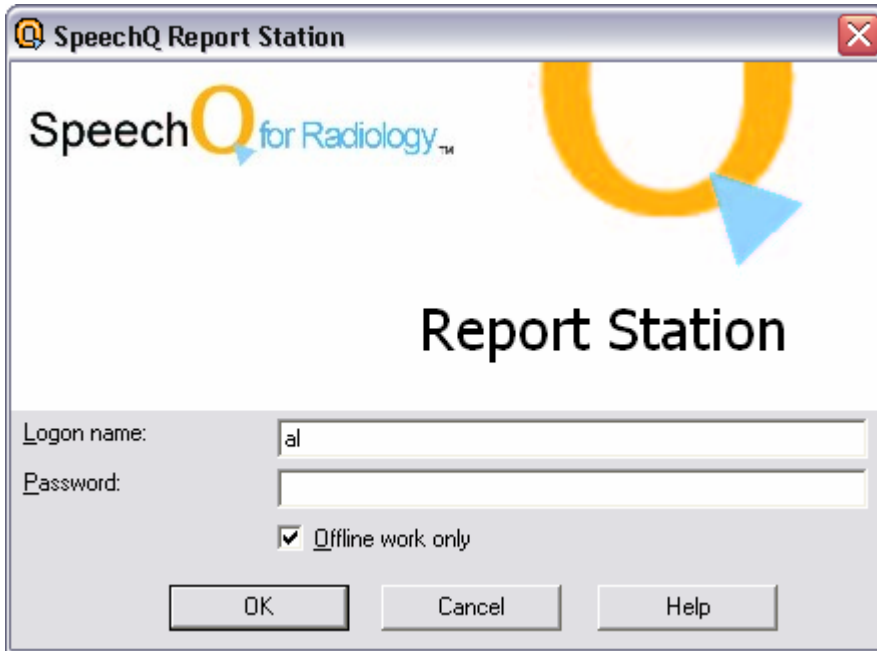 SpeechQ Report Station
SpeechQ for Radiology™
Report Station
Logon name: al
Password:
Offline work only
OK Cancel Help